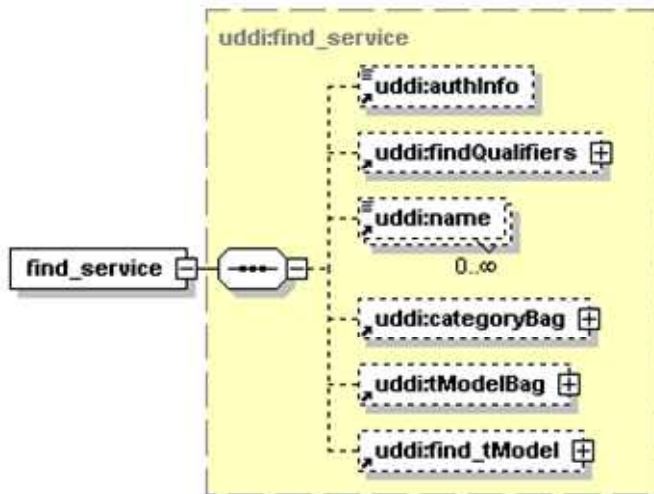 uddi:find_service
uddi:authInfo
uddi:findQualifiers
uddi:name
0..∞
find_service
uddi:categoryBag
uddi:tModelBag
uddi:find_tModel